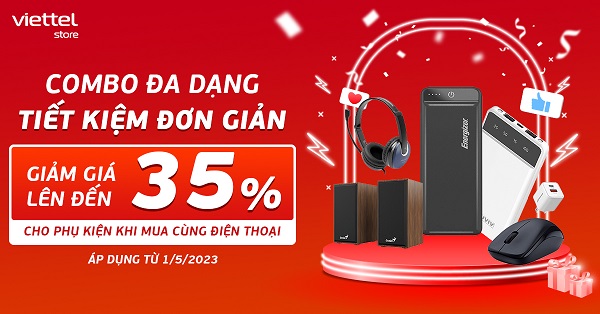 viettel
store
COMBO ĐA DẠNG
TIẾT KIỆM ĐƠN GIẢN
GIẢM GIÁ
LÊN ĐẾN
35%
CHO PHỤ KIỆN KHI MUA CÙNG ĐIỆN THOẠI
ÁP DỤNG TỪ 1/5/2023
Energizer